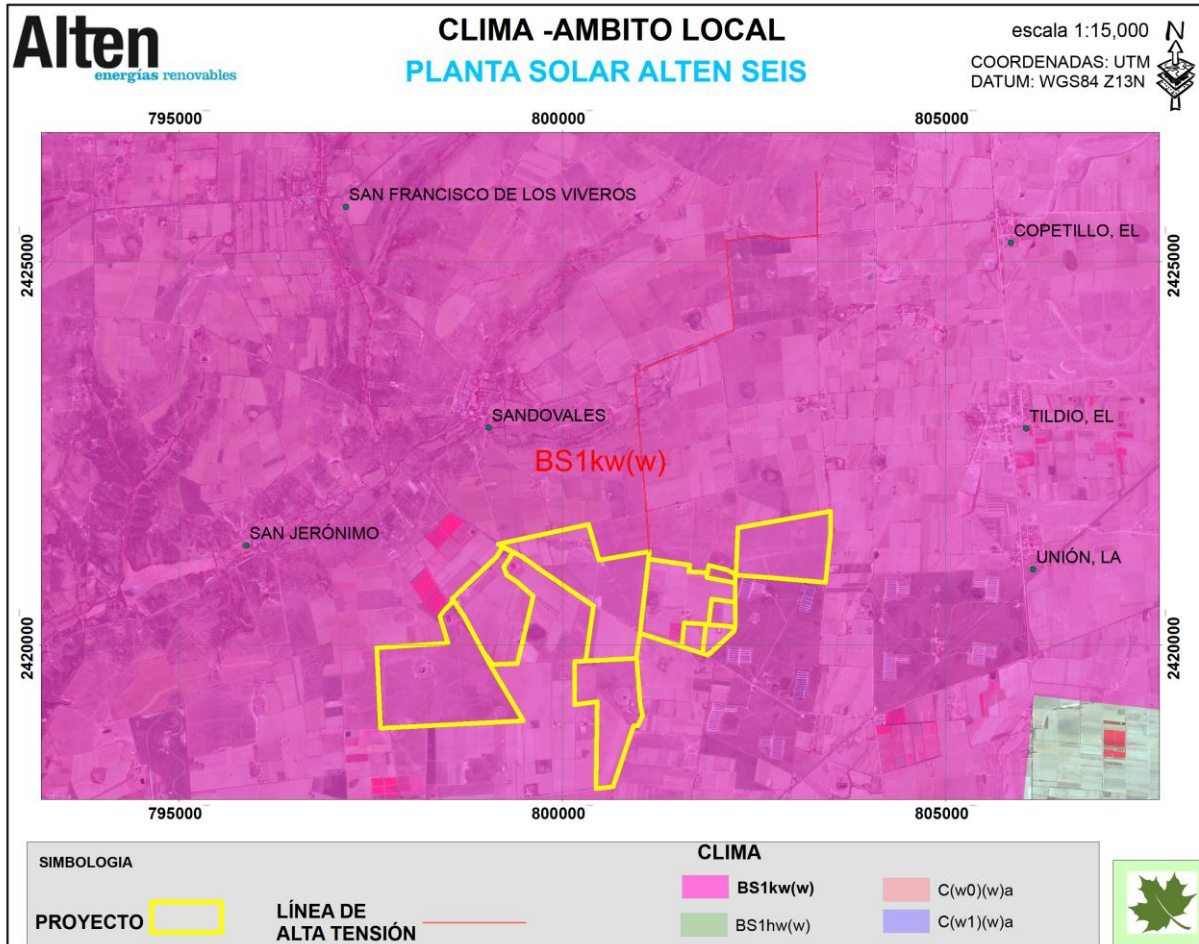 Alten
energías renovables
CLIMA -AMBITO LOCAL
PLANTA SOLAR ALTEN SEIS
escala 1:15,000
N
COORDENADAS: UTM
DATUM: WGS84 Z13N
795000
800000
805000
SAN FRANCISCO DE LOS VIVEROS
COPETILLO, EL
2425000
2425000
SANDOVALES
TILDIO, EL
BS1kw(w)
SAN JERÓNIMO
UNIÓN, LA
2420000
2420000
795000
800000
805000
SIMBOLOGIA
PROYECTO
LÍNEA DE
ALTA TENSIÓN
CLIMA
BS1kw(w)
C(w0)(w)a
BS1hw(w)
C(w1)(w)a